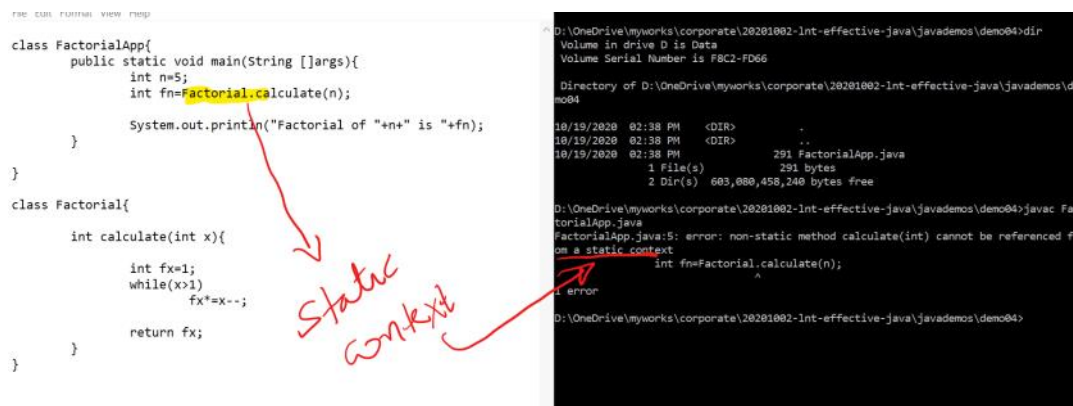 File Edit Format View Help
class FactorialApp{
public static void main(String []args){
int n=5;
int fn=Factorial.calculate(n);
System.out.println("Factorial of "+n+" is "+fn);
}
}
class Factorial{
int calculate(int x){
int fx=1;
while(x>1)
fx*=x--;
return fx;
}
}
static
context
D:\OneDrive\myworks\corporate\20201002-lnt-effective-java\javademos\demo04>dir
Volume in drive D is Data
Volume Serial Number is F8C2-FD66
Directory of D:\OneDrive\myworks\corporate\20201002-lnt-effective-java\javademos\d
mo04
10/19/2020 02:38 PM <DIR> .
10/19/2020 02:38 PM <DIR> ..
10/19/2020 02:38 PM 291 FactorialApp.java
1 File(s) 291 bytes
2 Dir(s) 603,080,458,240 bytes free
D:\OneDrive\myworks\corporate\20201002-lnt-effective-java\javademos\demo04>javac Fa
torialApp.java
FactorialApp.java:5: error: non-static method calculate(int) cannot be referenced f
om a static context
int fn=Factorial.calculate(n);
^
1 error
D:\OneDrive\myworks\corporate\20201002-lnt-effective-java\javademos\demo04>